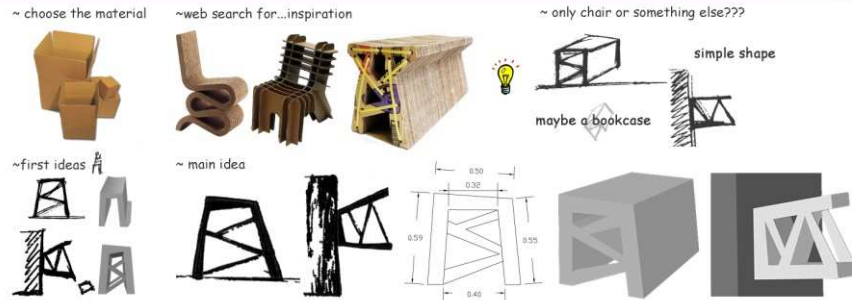 ~ choose the material
~web search for...inspiration
~ only chair or something else???
simple shape
maybe a bookcase
~first ideas
~ main idea
0.50
0.32
0.59
0.55
0.40